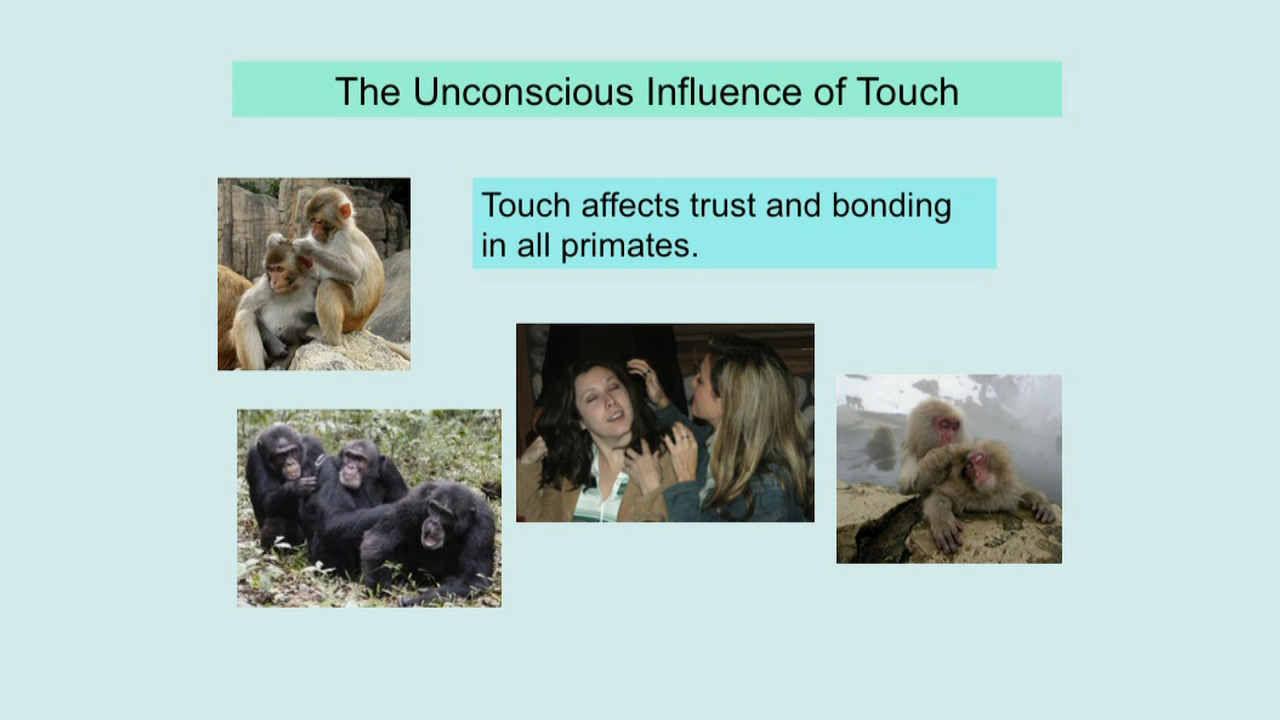 The Unconscious Influence of Touch
Touch affects trust and bonding
in all primates.